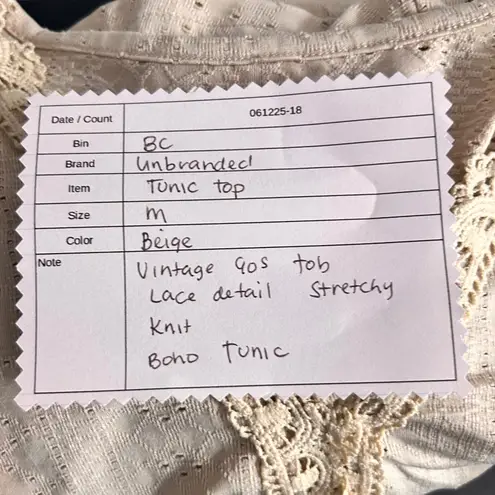 Date / Count 061225-18
Bin BC
Brand Unbranded
Item Tunic top
Size m
Color Beige
Note Vintage 90s tob
Lace detail Stretchy
Knit
Boho Tunic